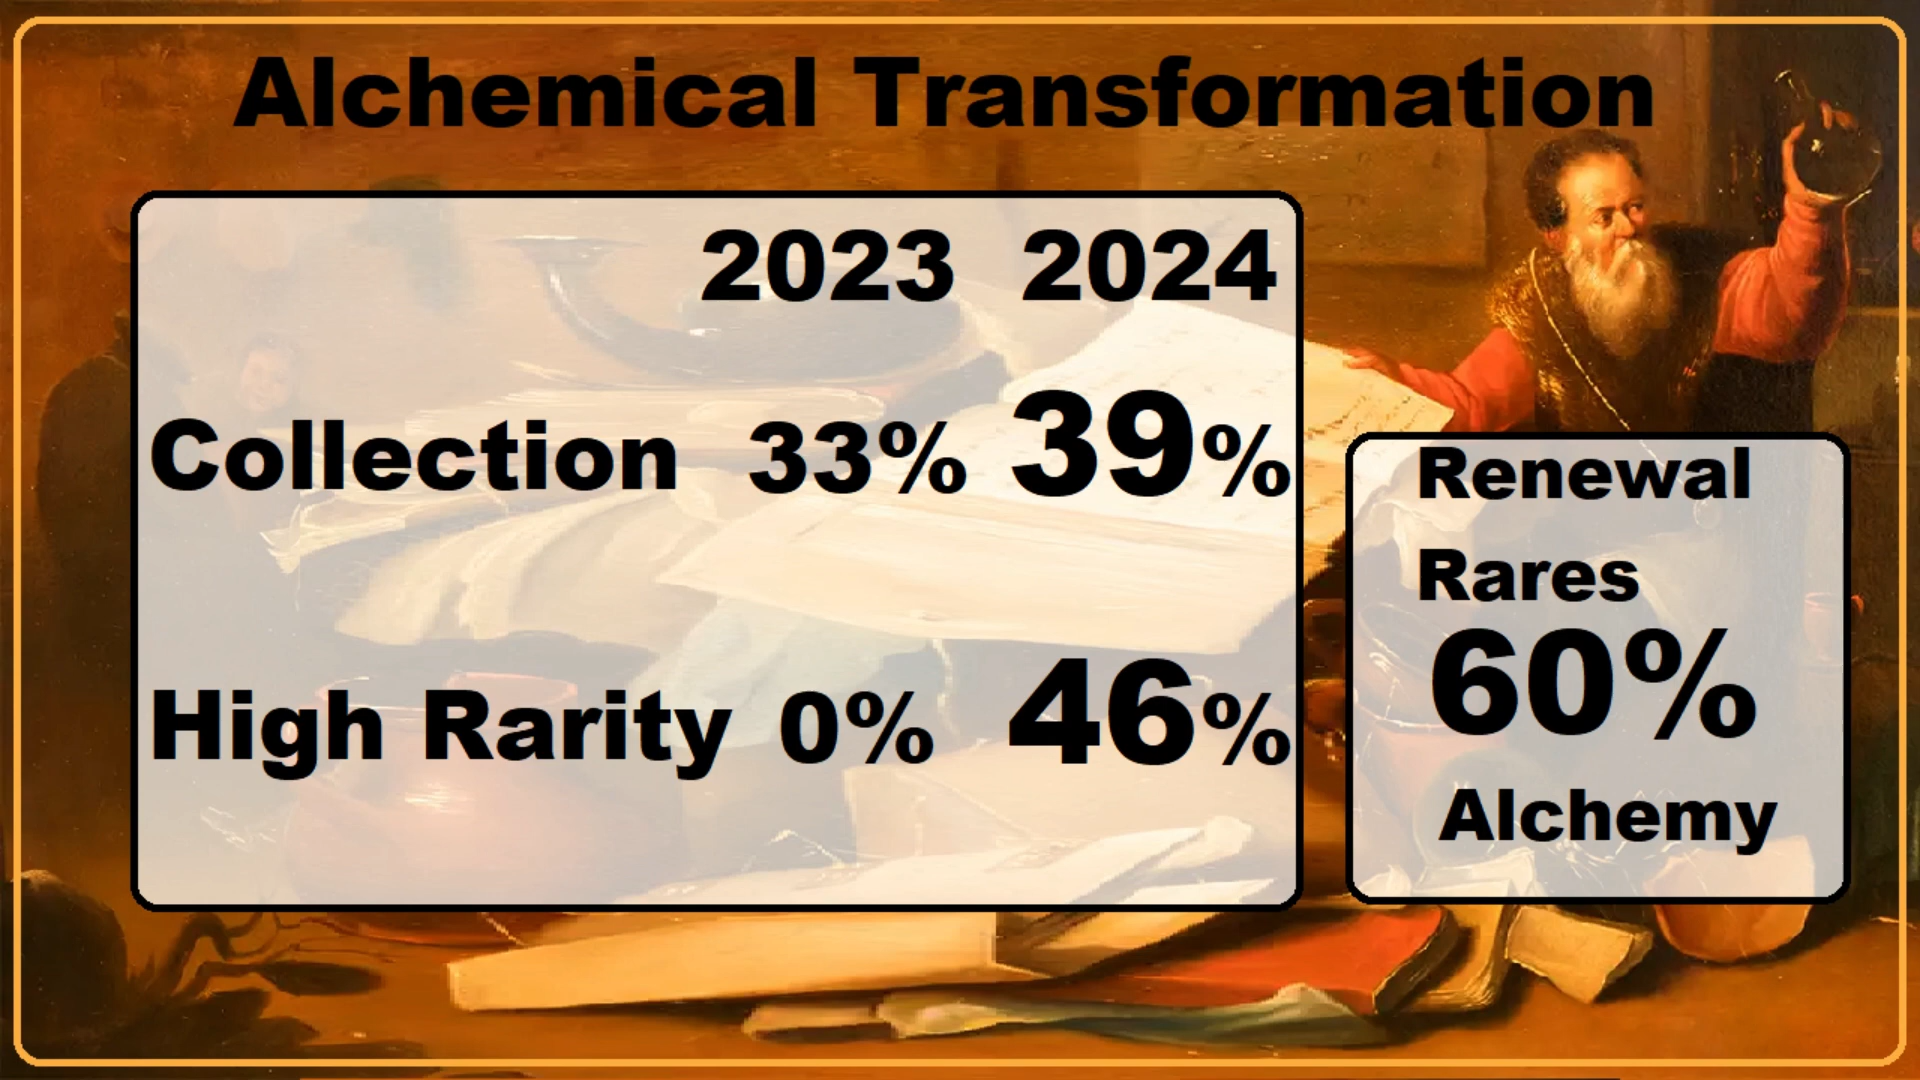 Alchemical Transformation
2023 2024
Collection 33% 39%
High Rarity 0% 46%
Renewal
Rares
60%
Alchemy